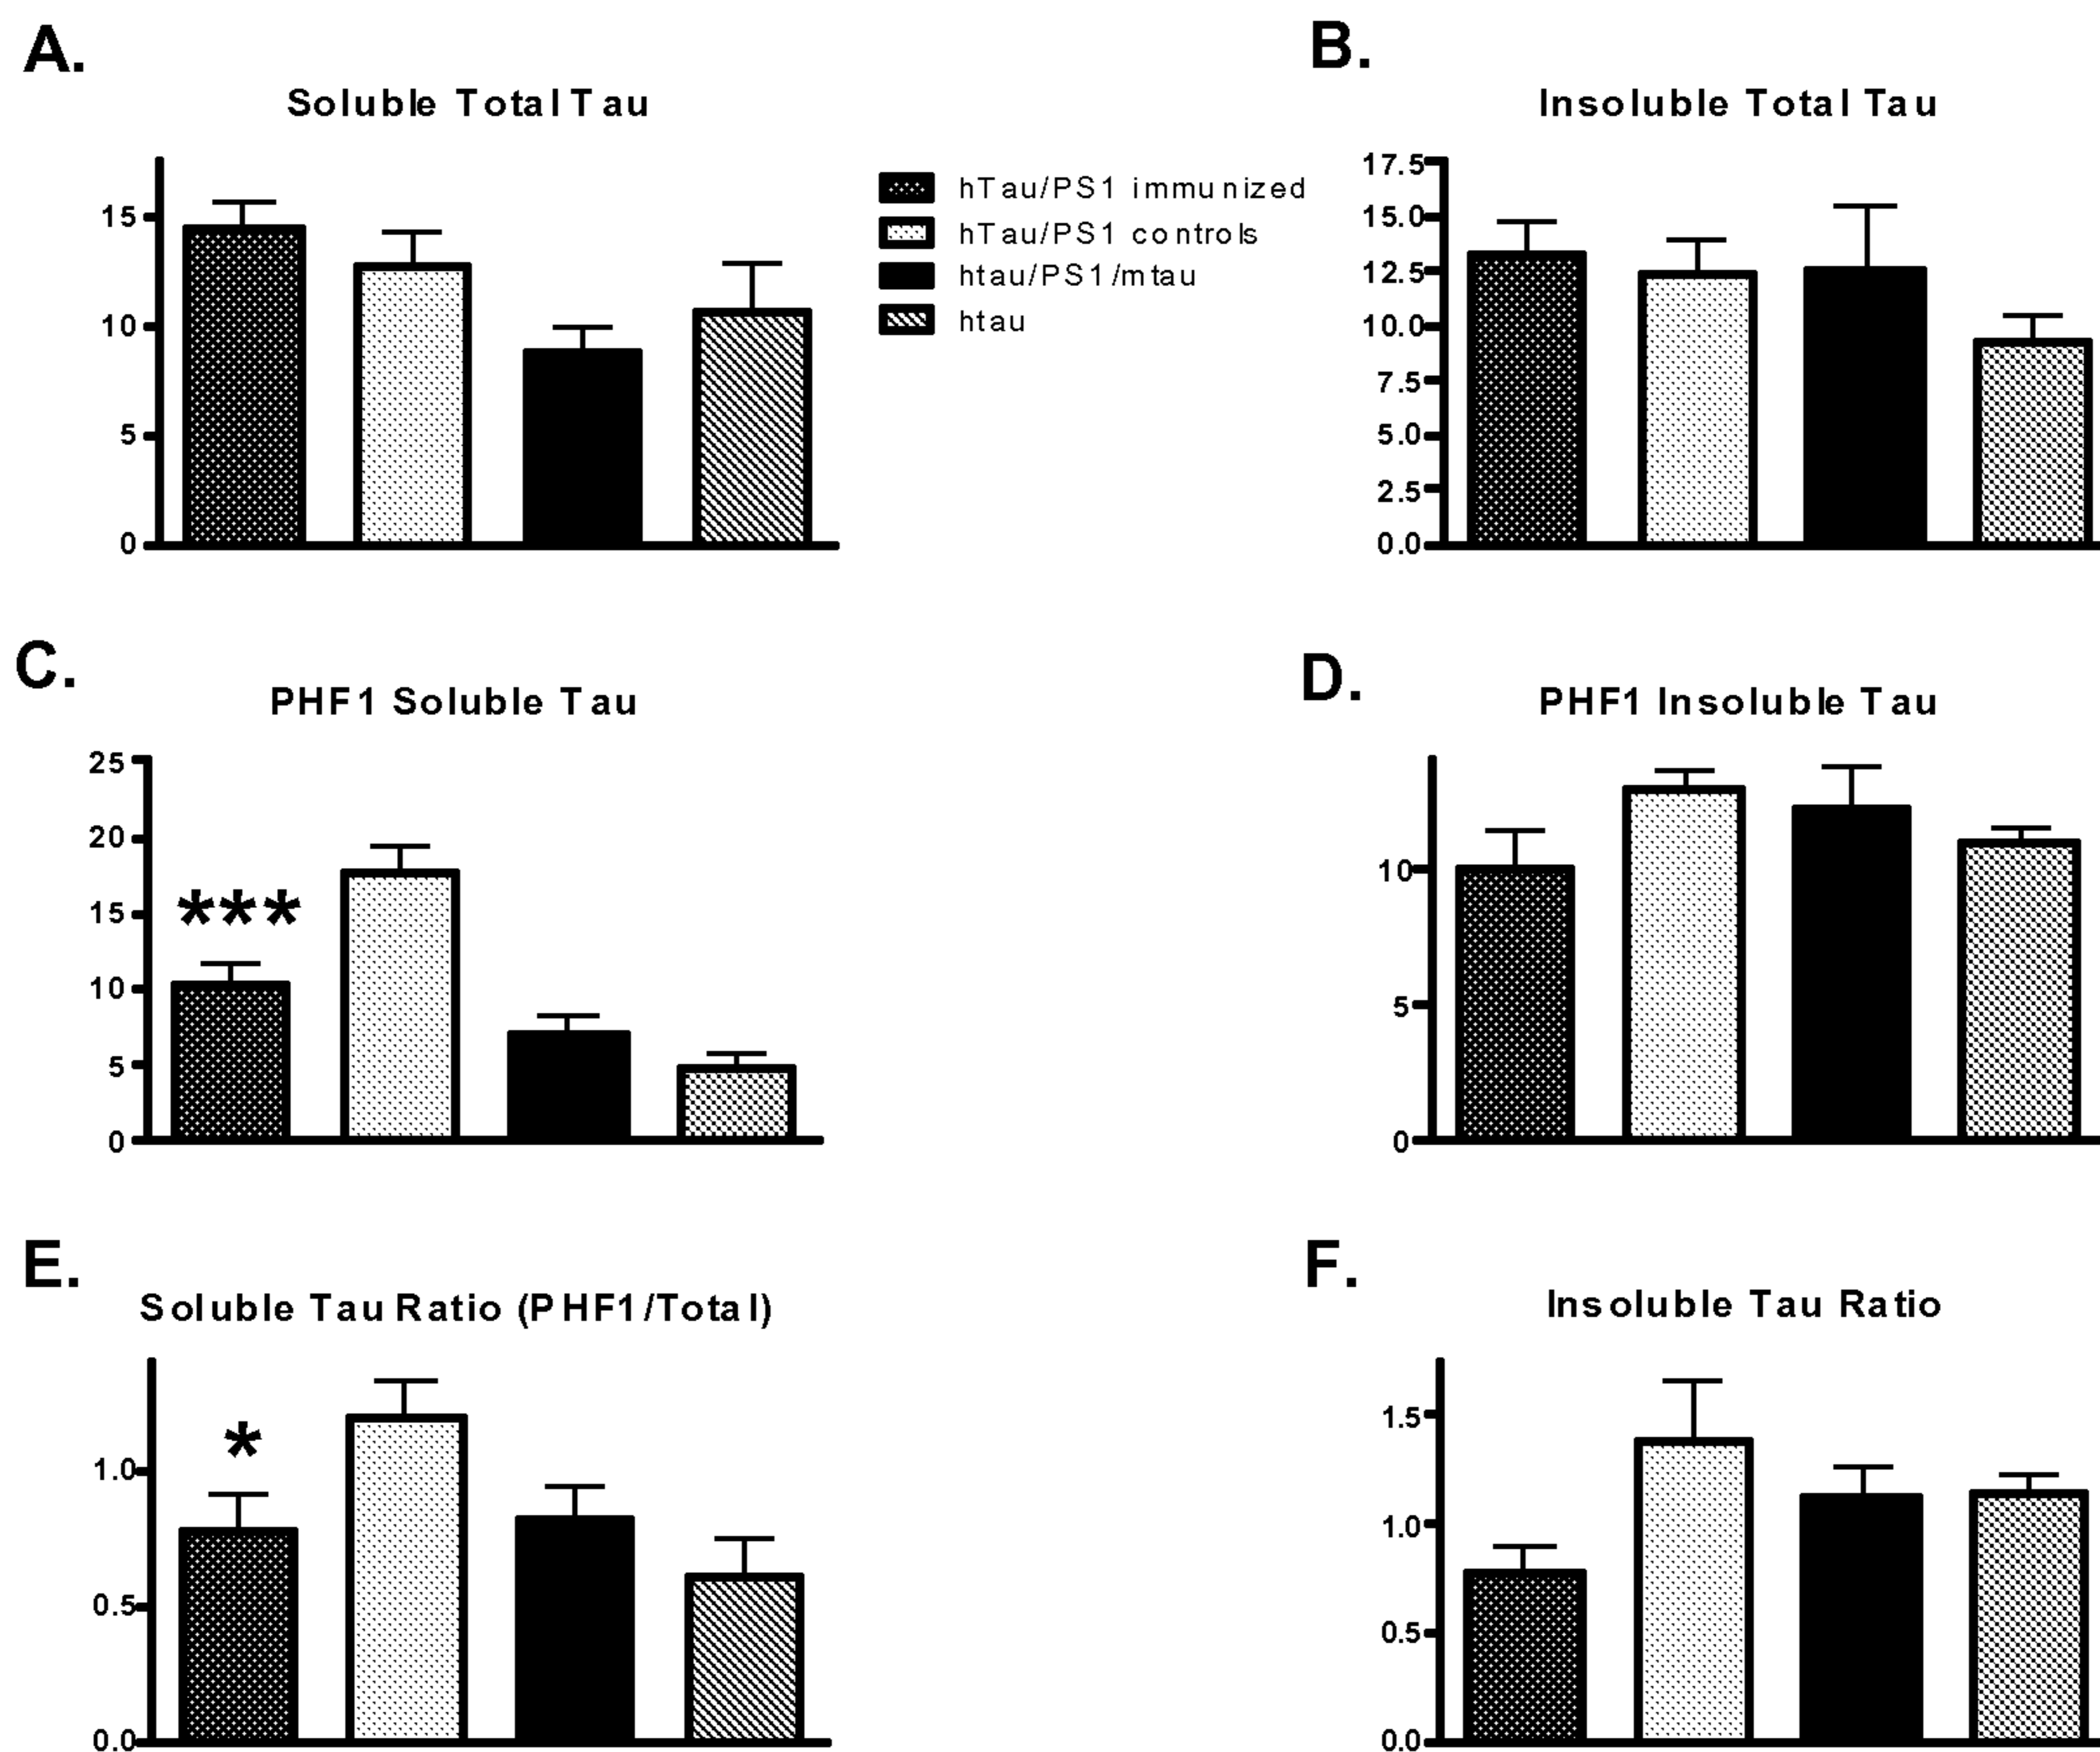 A.
Soluble Total Tau
15
10
5
0
hTau/PS1 immunized
hTau/PS1 controls
htau/PS1/mtau
htau
B.
Insoluble Total Tau
17.5
15.0
12.5
10.0
7.5
5.0
2.5
0.0
C.
PHF1 Soluble Tau
25
20
15
10
5
0
***
D.
PHF1 Insoluble Tau
10
5
0
E.
Soluble Tau Ratio (PHF1/Total)
1.0
0.5
0.0
*
F.
Insoluble Tau Ratio
1.5
1.0
0.5
0.0